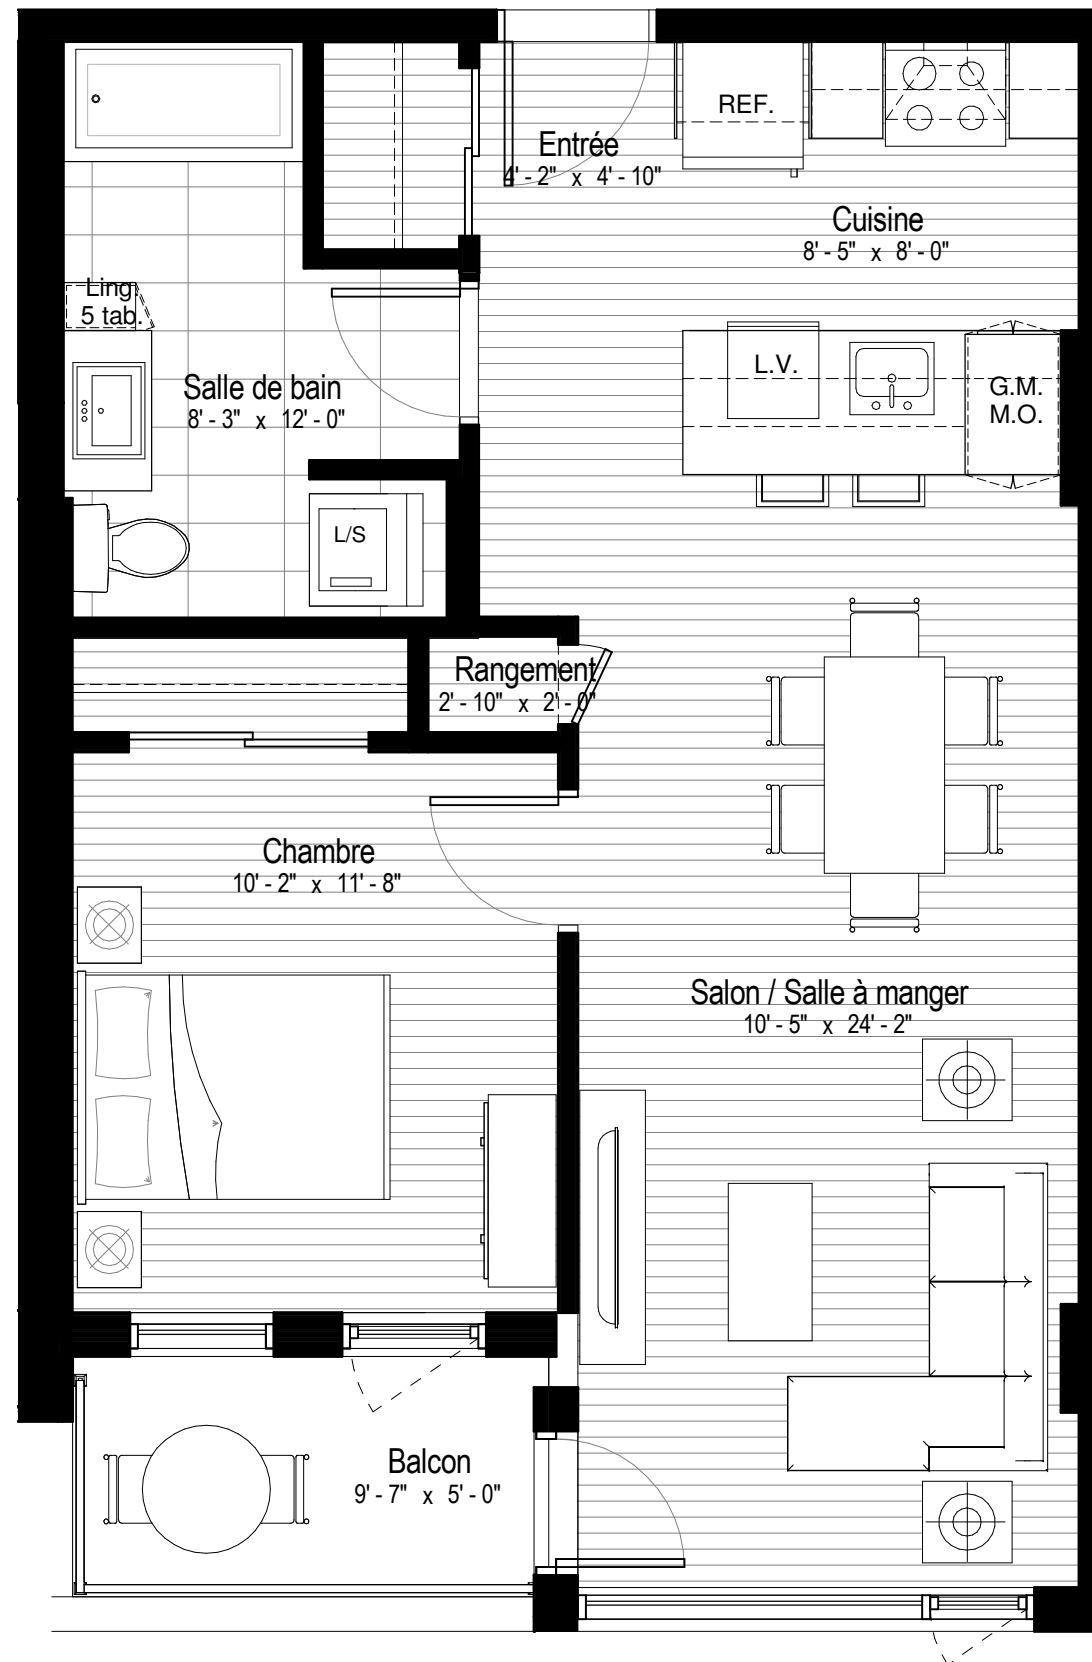 REF.
Entrée
4' - 2" x 4' - 10"
Cuisine
8' - 5" x 8' - 0"
Ling.
5 tab.
L.V.
G.M.
M.O.
Salle de bain
8' - 3" x 12' - 0"
L/S
Rangement
2' - 10" x 2' - 0"
Chambre
10' - 2" x 11' - 8"
Salon / Salle à manger
10' - 5" x 24' - 2"
Balcon
9' - 7" x 5' - 0"